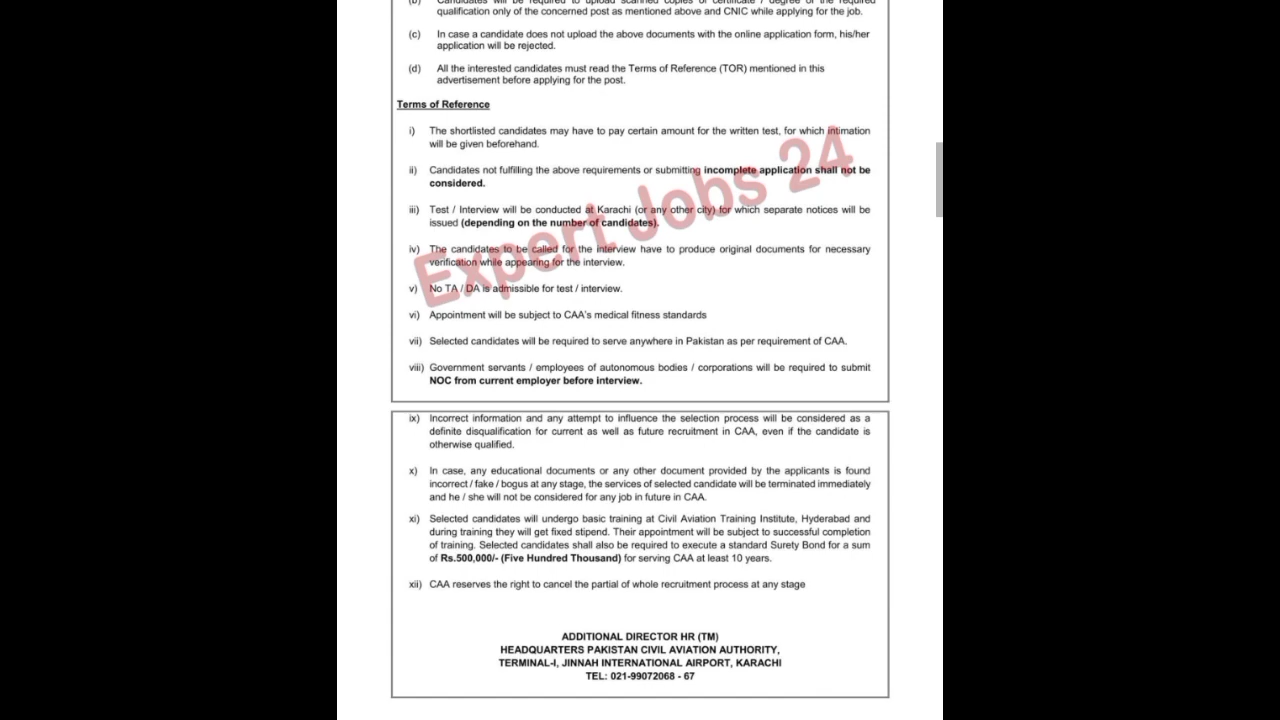 (b) Candidates will be required to upload scanned copies of certificate / degree of the required
qualification only of the concerned post as mentioned above and CNIC while applying for the job.
(c) In case a candidate does not upload the above documents with the online application form, his/her
application will be rejected.
(d) All the interested candidates must read the Terms of Reference (TOR) mentioned in this
advertisement before applying for the post.
Terms of Reference
i) The shortlisted candidates may have to pay certain amount for the written test, for which intimation
will be given beforehand.
ii) Candidates not fulfilling the above requirements or submitting incomplete application shall not be
considered.
iii) Test / Interview will be conducted at Karachi (or any other city) for which separate notices will be
issued (depending on the number of candidates).
iv) The candidates to be called for the interview have to produce original documents for necessary
verification while appearing for the interview.
v) No TA / DA is admissible for test / interview.
vi) Appointment will be subject to CAA's medical fitness standards
vii) Selected candidates will be required to serve anywhere in Pakistan as per requirement of CAA.
viii) Government servants / employees of autonomous bodies / corporations will be required to submit
NOC from current employer before interview.
Expert Jobs 24
ix) Incorrect information and any attempt to influence the selection process will be considered as a
definite disqualification for current as well as future recruitment in CAA, even if the candidate is
otherwise qualified.
x) In case, any educational documents or any other document provided by the applicants is found
incorrect / fake / bogus at any stage, the services of selected candidate will be terminated immediately
and he / she will not be considered for any job in future in CAA.
xi) Selected candidates will undergo basic training at Civil Aviation Training Institute, Hyderabad and
during training they will get fixed stipend. Their appointment will be subject to successful completion
of training. Selected candidates shall also be required to execute a standard Surety Bond for a sum
of Rs.500,000/- (Five Hundred Thousand) for serving CAA at least 10 years.
xii) CAA reserves the right to cancel the partial of whole recruitment process at any stage
ADDITIONAL DIRECTOR HR (TM)
HEADQUARTERS PAKISTAN CIVIL AVIATION AUTHORITY,
TERMINAL-I, JINNAH INTERNATIONAL AIRPORT, KARACHI
TEL: 021-99072068 - 67